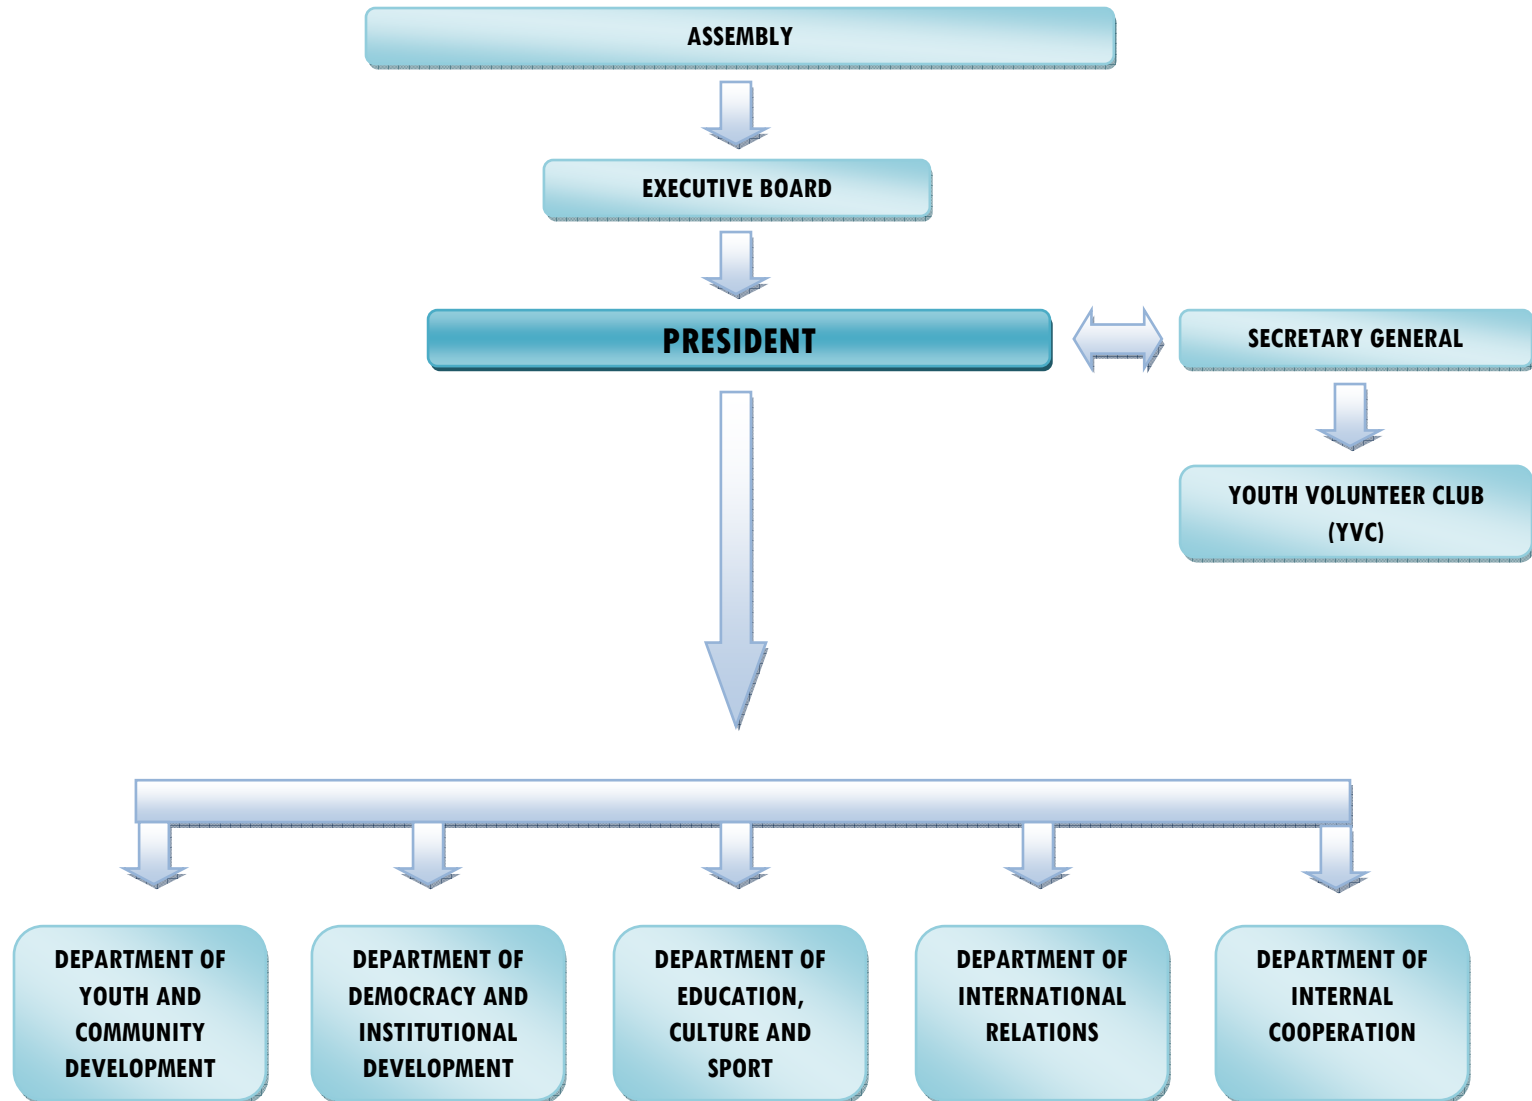 ASSEMBLY
EXECUTIVE BOARD
PRESIDENT
SECRETARY GENERAL
YOUTH VOLUNTEER CLUB
(YVC)
DEPARTMENT OF
YOUTH AND
COMMUNITY
DEVELOPMENT
DEPARTMENT OF
DEMOCRACY AND
INSTITUTIONAL
DEVELOPMENT
DEPARTMENT OF
EDUCATION,
CULTURE AND
SPORT
DEPARTMENT OF
INTERNATIONAL
RELATIONS
DEPARTMENT OF
INTERNAL
COOPERATION